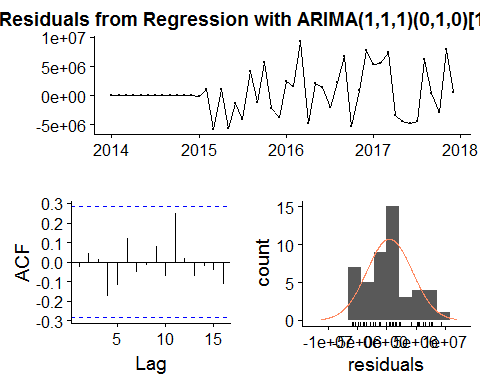 Residuals from Regression with ARIMA(1,1,1)(0,1,0)[1
1e+07
5e+06
0e+00
-5e+06
2014 2015 2016 2017 2018
0.3
0.2
0.1
0.0
-0.1
-0.2
-0.3
ACF
5 10 15
Lag
15
10
5
0
count
-1e+07
residuals